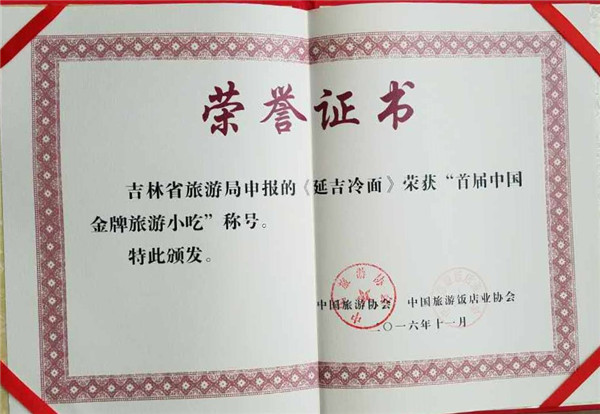 荣誉证书
吉林省旅游局申报的《延吉冷面》荣获“首届中国
金牌旅游小吃”称号。
特此颁发。
中国旅游协会 中国旅游饭店业协会
二〇一六年十一月